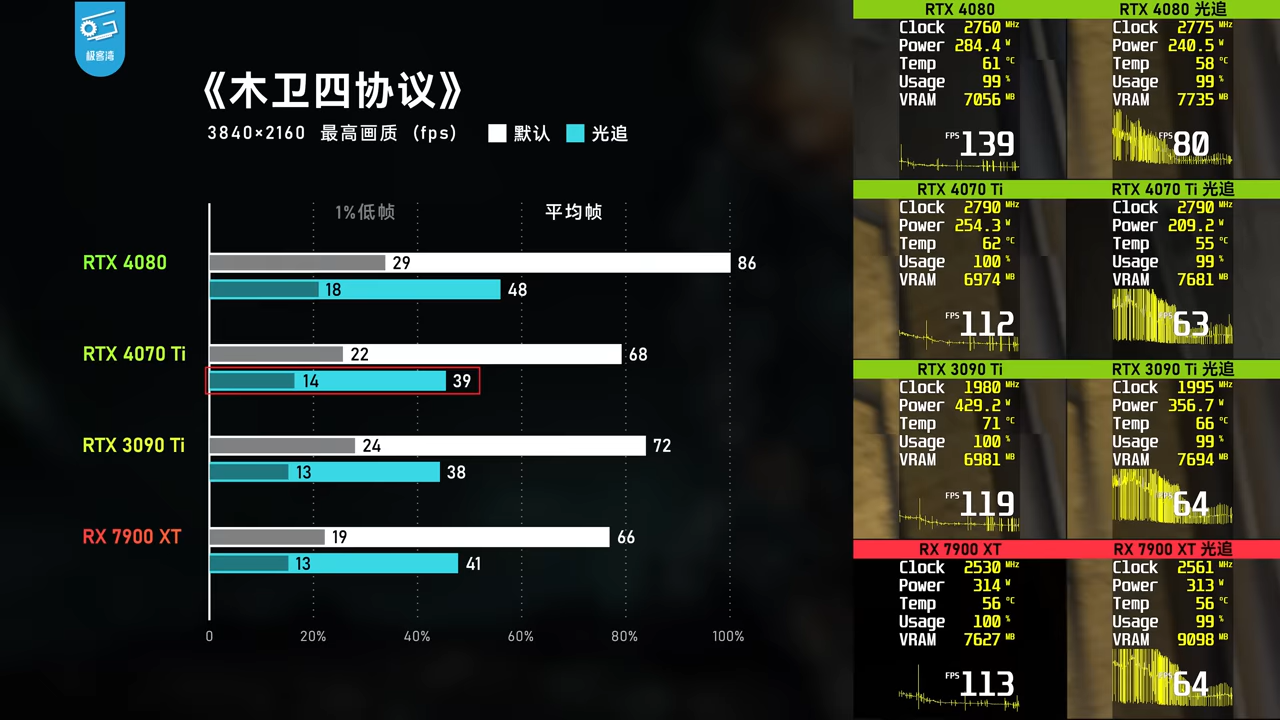 极客湾
《木卫四协议》
3840×2160 最高画质 (fps) 默认 光追
1%低帧 平均帧
RTX 4080 29 86
18 48
RTX 4070 Ti 22 68
14 39
RTX 3090 Ti 24 72
13 38
RX 7900 XT 19 66
13 41
0 20% 40% 60% 80% 100%
RTX 4080
Clock 2760 MHz
Power 284.4 W
Temp 61 °C
Usage 99 %
VRAM 7056 MB
FPS 139
RTX 4080 光追
Clock 2775 MHz
Power 240.5 W
Temp 58 °C
Usage 99 %
VRAM 7735 MB
FPS 80
RTX 4070 Ti
Clock 2790 MHz
Power 254.3 W
Temp 62 °C
Usage 100 %
VRAM 6974 MB
FPS 112
RTX 4070 Ti 光追
Clock 2790 MHz
Power 209.2 W
Temp 55 °C
Usage 99 %
VRAM 7681 MB
FPS 63
RTX 3090 Ti
Clock 1980 MHz
Power 429.2 W
Temp 71 °C
Usage 100 %
VRAM 6981 MB
FPS 119
RTX 3090 Ti 光追
Clock 1995 MHz
Power 356.7 W
Temp 66 °C
Usage 99 %
VRAM 7694 MB
FPS 64
RX 7900 XT
Clock 2530 MHz
Power 314 W
Temp 56 °C
Usage 100 %
VRAM 7627 MB
FPS 113
RX 7900 XT 光追
Clock 2561 MHz
Power 313 W
Temp 56 °C
Usage 99 %
VRAM 9098 MB
FPS 64